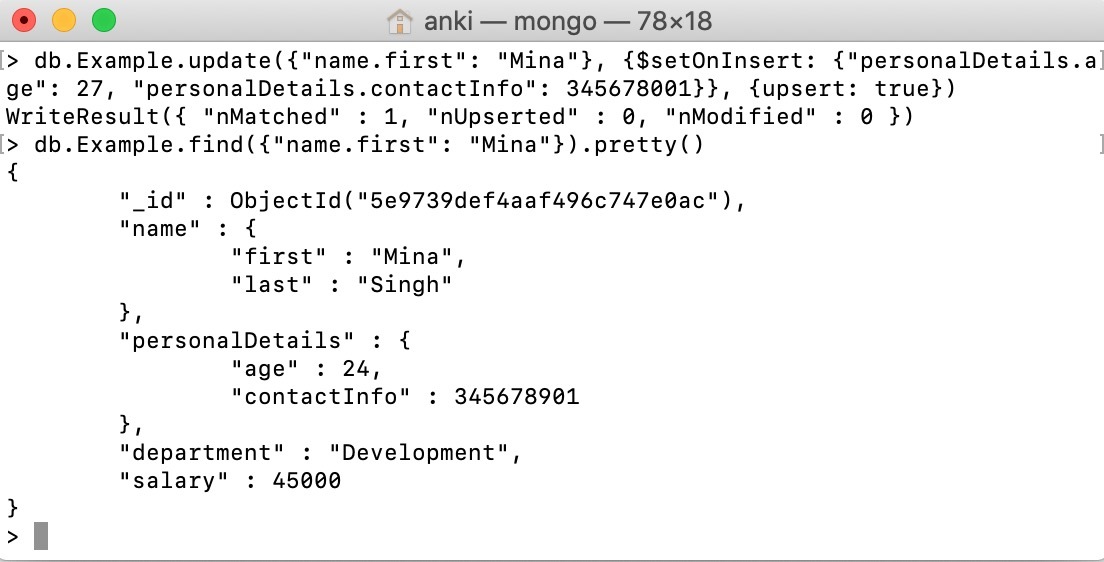 anki — mongo — 78×18
[> db.Example.update({"name.first": "Mina"}, {$setOnInsert: {"personalDetails.a]
ge": 27, "personalDetails.contactInfo": 345678001}}, {upsert: true})
WriteResult({ "nMatched" : 1, "nUpserted" : 0, "nModified" : 0 })
[> db.Example.find({"name.first": "Mina"}).pretty() ]
{
"_id" : ObjectId("5e9739def4aaf496c747e0ac"),
"name" : {
"first" : "Mina",
"last" : "Singh"
},
"personalDetails" : {
"age" : 24,
"contactInfo" : 345678901
},
"department" : "Development",
"salary" : 45000
}
>